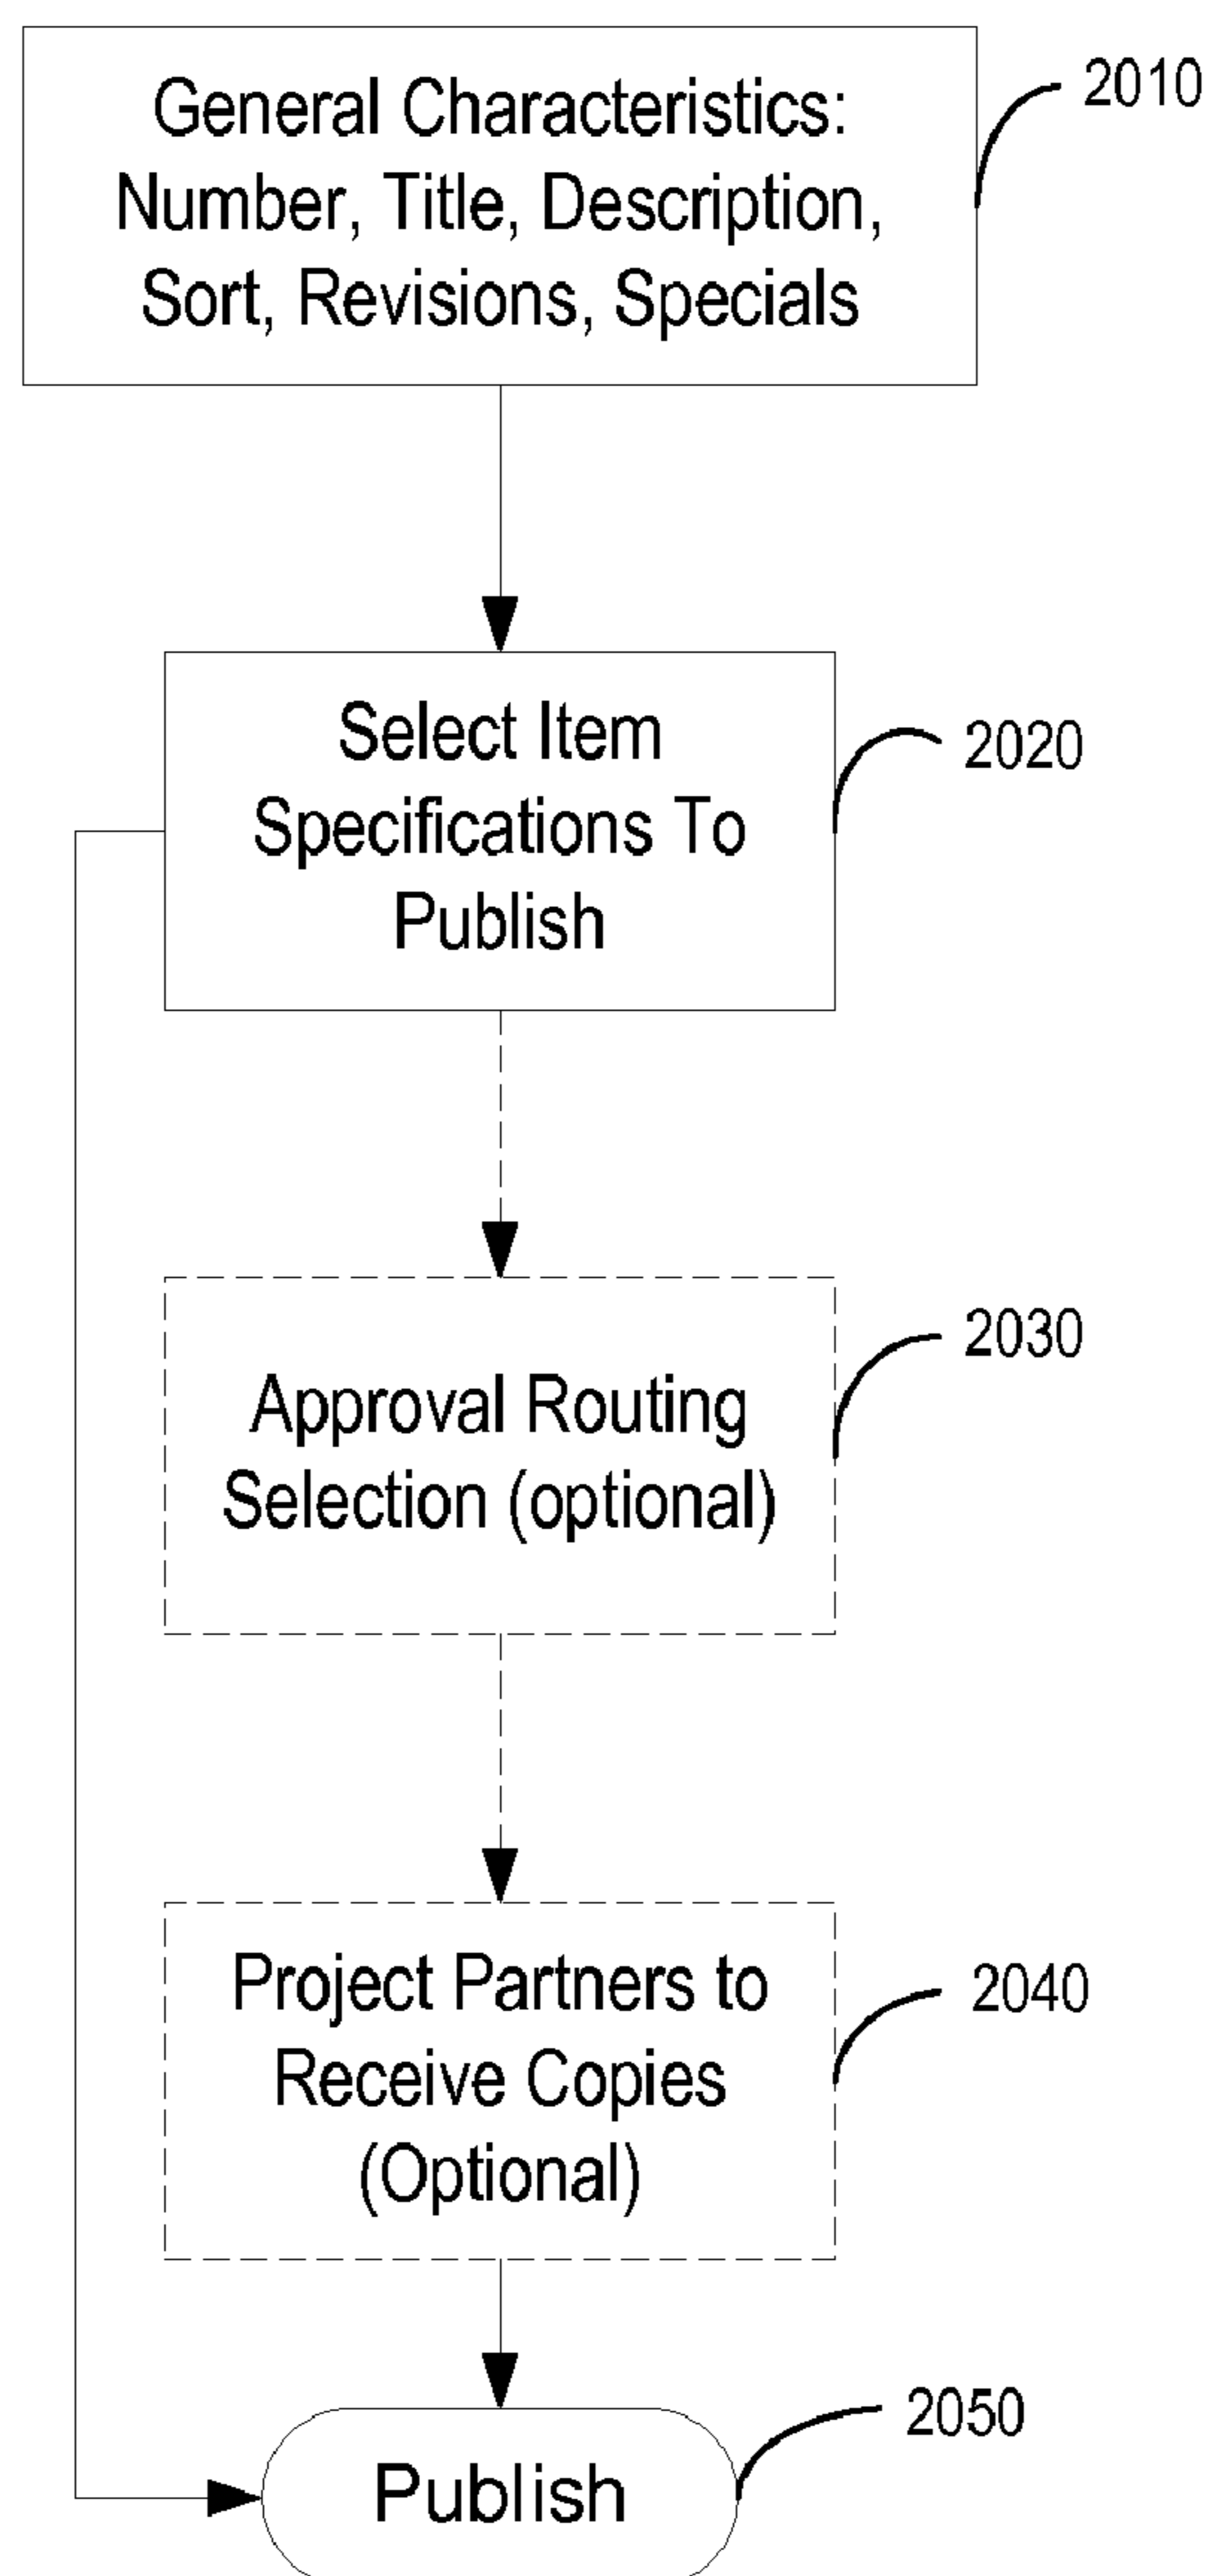 General Characteristics:
Number, Title, Description,
Sort, Revisions, Specials
2010
Select Item
Specifications To
Publish
2020
Approval Routing
Selection (optional)
2030
Project Partners to
Receive Copies
(Optional)
2040
Publish
2050